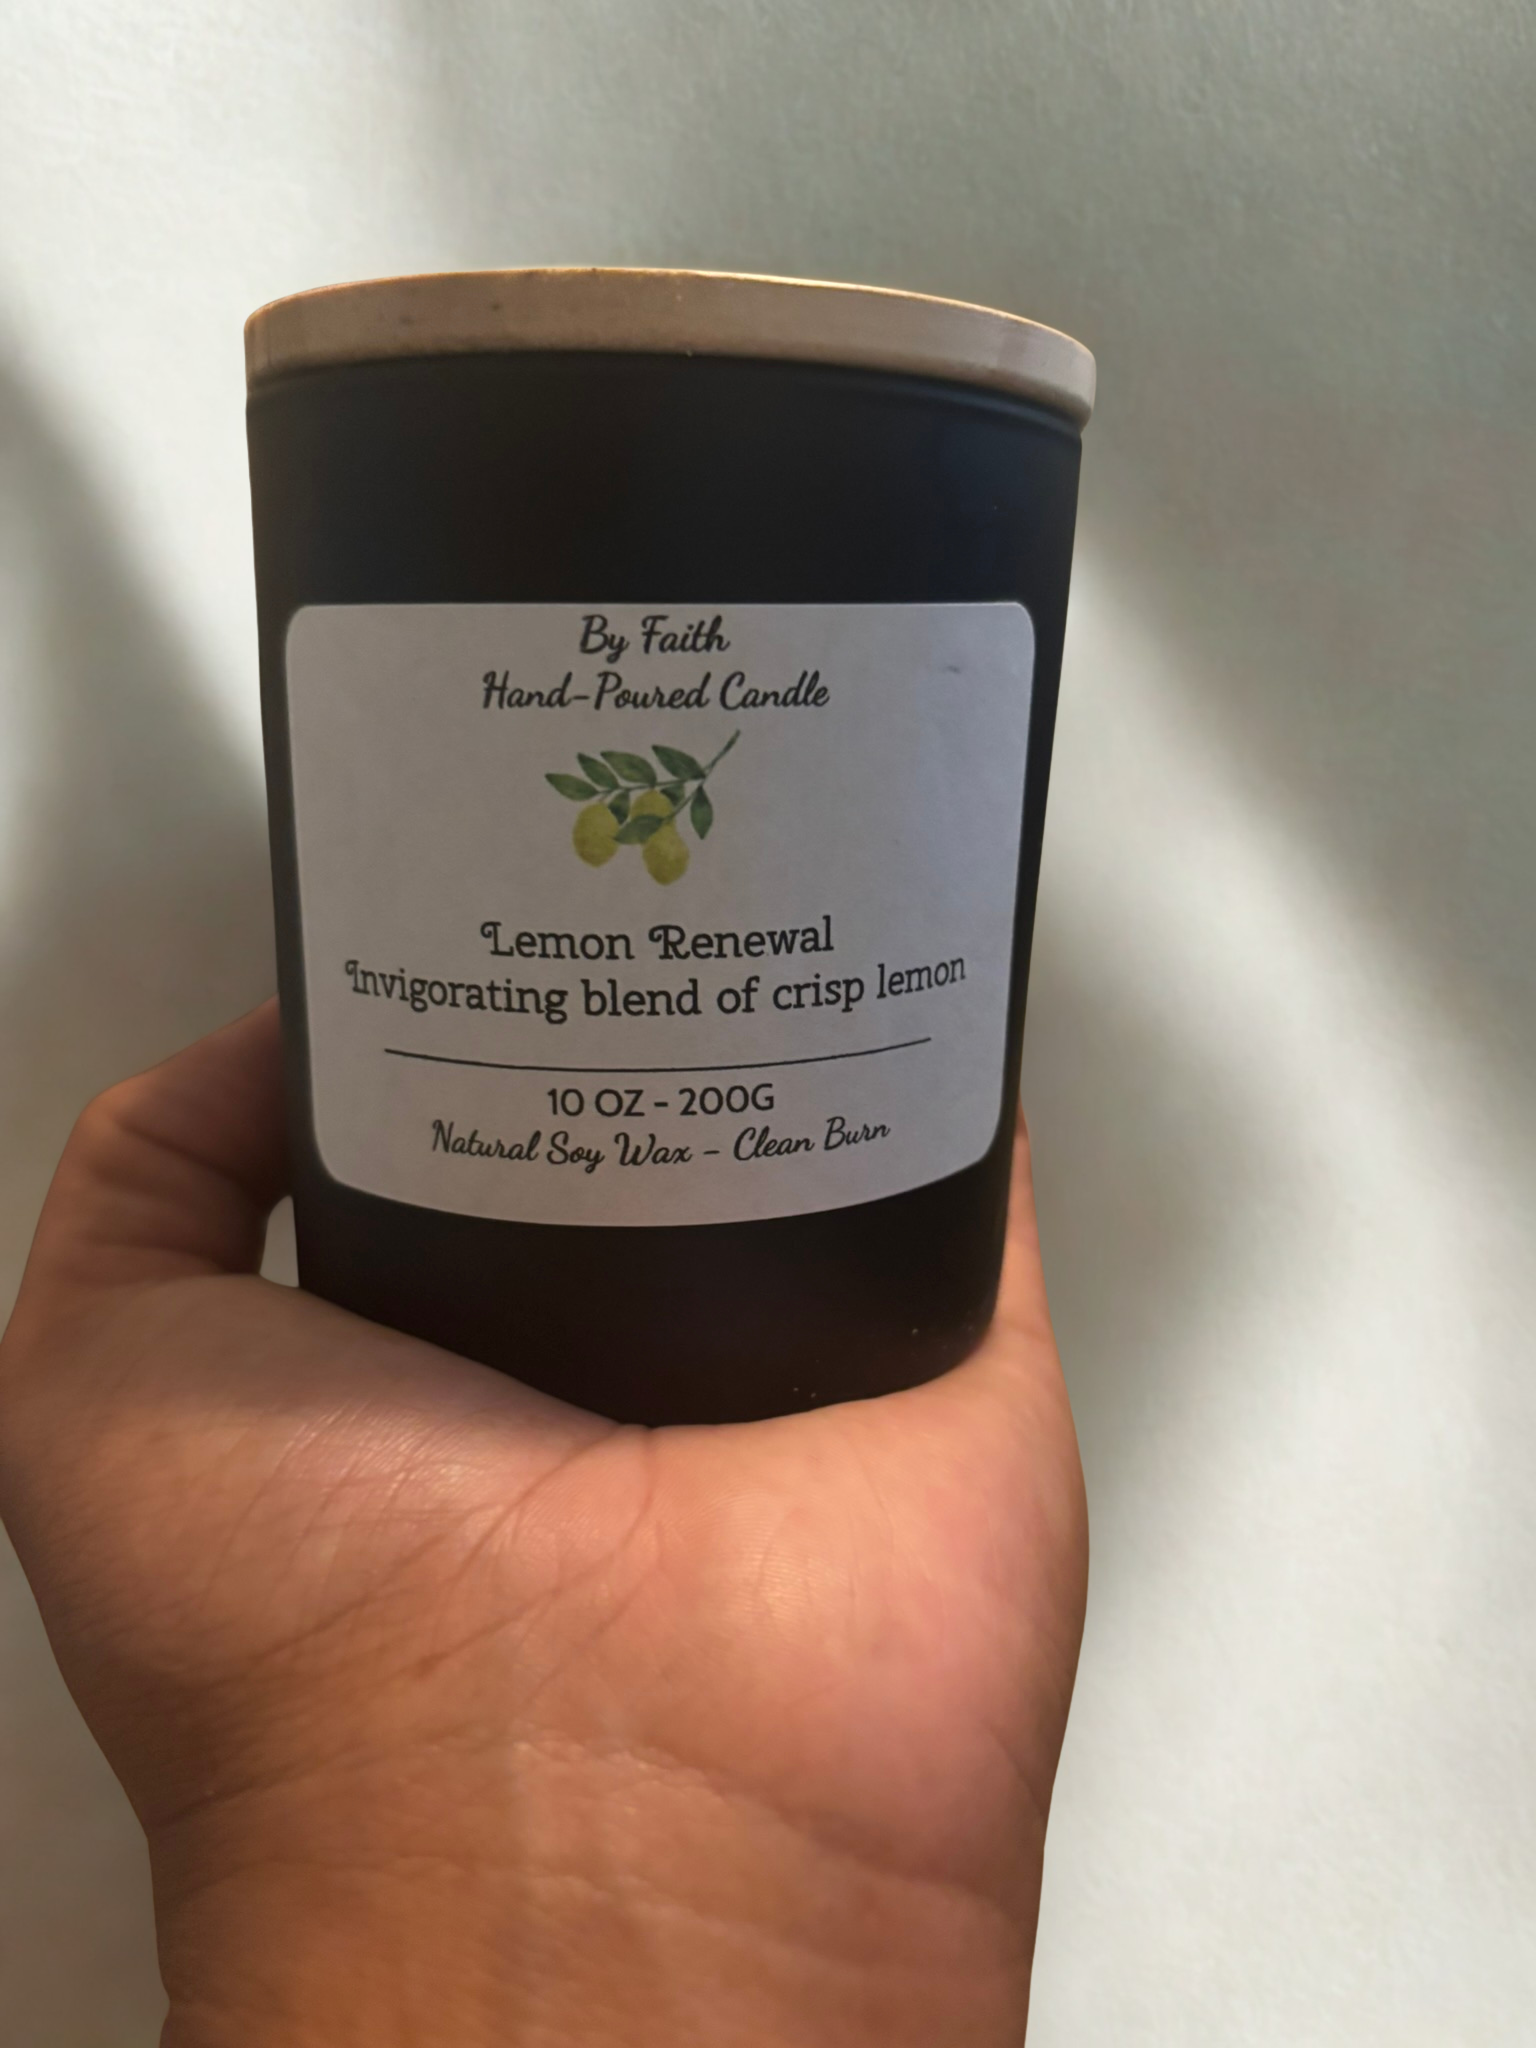 By Faith
Hand-Poured Candle
Lemon Renewal
Invigorating blend of crisp lemon
10 OZ - 200G
Natural Soy Wax - Clean Burn